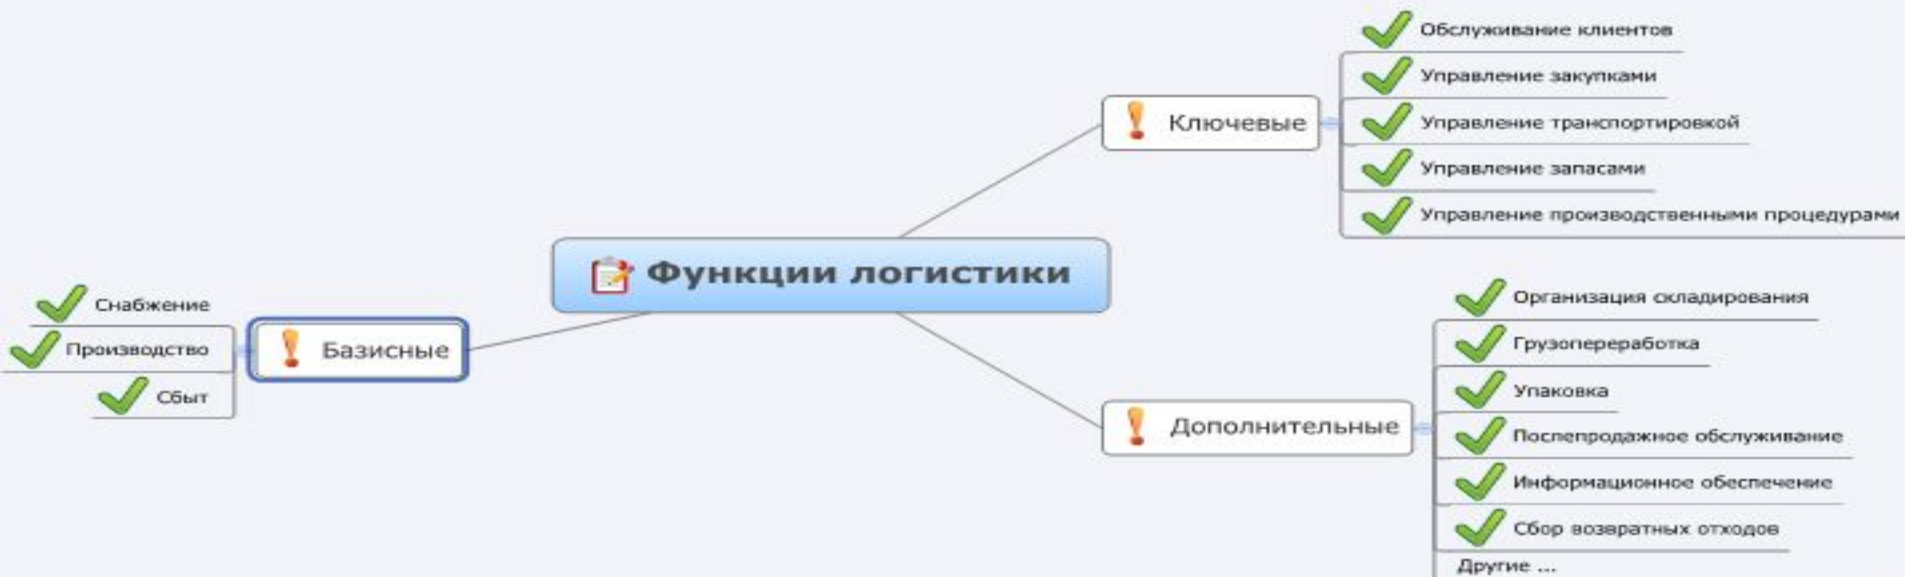 Функции логистики
Ключевые
Обслуживание клиентов
Управление закупками
Управление транспортировкой
Управление запасами
Управление производственными процедурами
Дополнительные
Организация складирования
Грузопереработка
Упаковка
Послепродажное обслуживание
Информационное обеспечение
Сбор возвратных отходов
Другие ...
Базисные
Снабжение
Производство
Сбыт